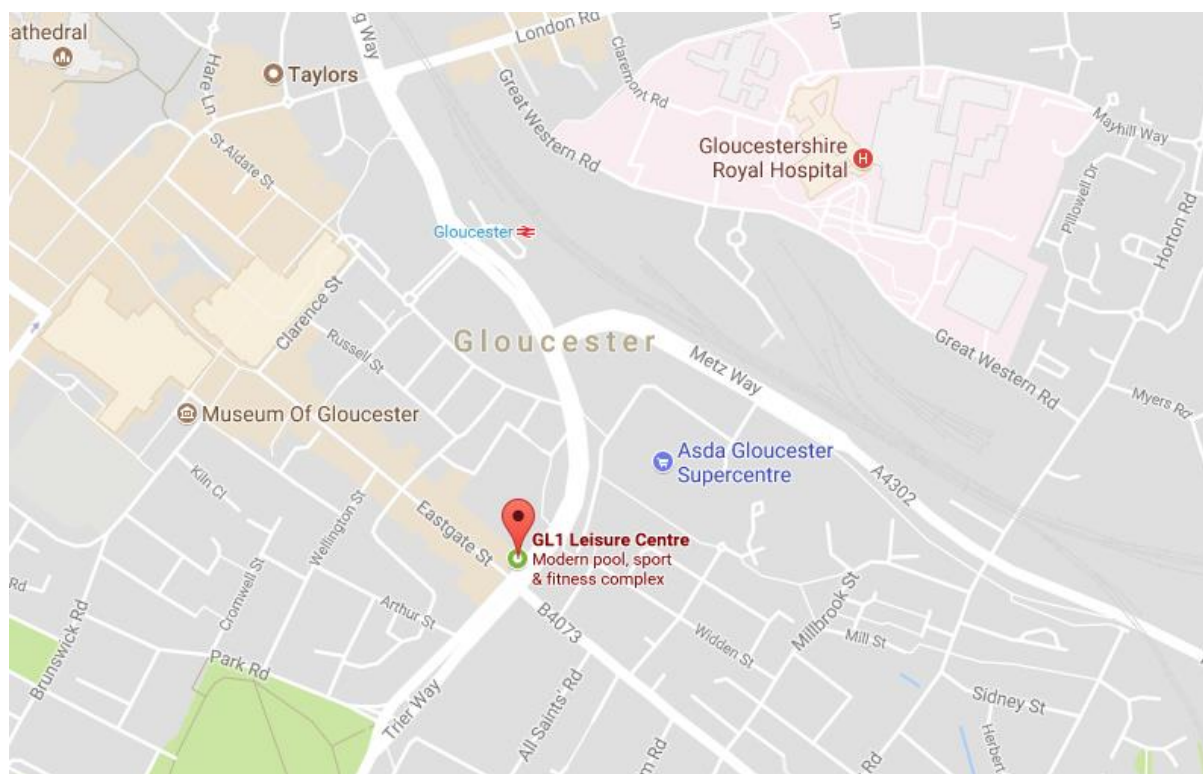 athedral
Hare Ln
Taylors
g Way
London Rd
Claremont Rd
Ln
Great Western Rd
St Aldate St
Gloucestershire
Royal Hospital
H
Mayhill Way
Pillowell Dr
Horton Rd
Gloucester
Clarence St
Russell St
Gloucester
Metz Way
Great Western Rd
Myers Rd
Museum Of Gloucester
Asda Gloucester
Supercentre
A4302
Kiln Cl
Wellington St
Eastgate St
GL1 Leisure Centre
Modern pool, sport
& fitness complex
Rd
Cromwell St
Arthur St
B4073
Widden St
Millbrook St
Mill St
Brunswick Rd
Park Rd
Trier Way
All Saints' Rd
m Rd
Sidney St
Herbert